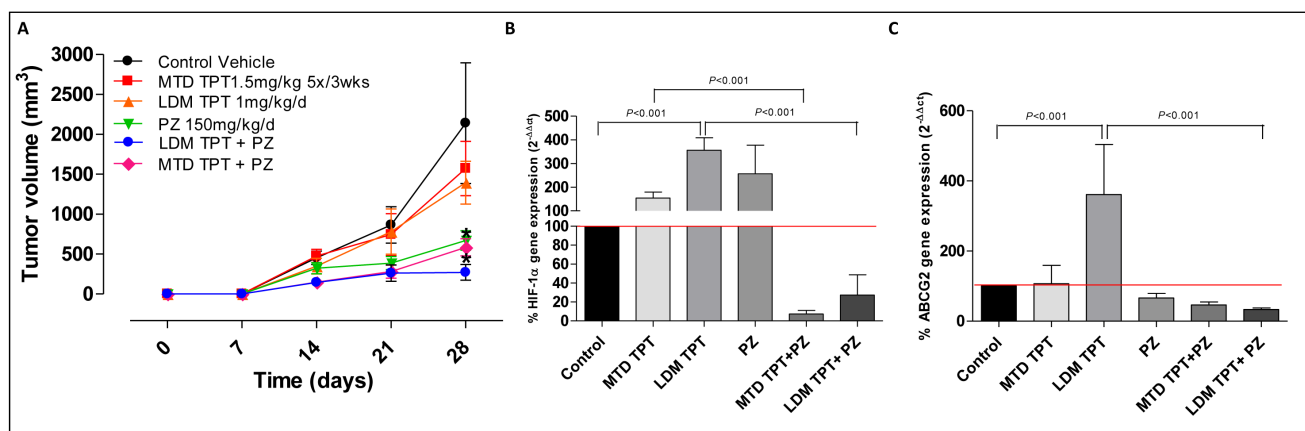 A
Tumor volume (mm³)
3000
2500
2000
1500
1000
500
0
Control Vehicle
MTD TPT1.5mg/kg 5x/3wks
LDM TPT 1mg/kg/d
PZ 150mg/kg/d
LDM TPT + PZ
MTD TPT + PZ
*
*
0 7 14 21 28
Time (days)
B
% HIF-1α gene expression (2^-ΔΔct)
P<0.001
P<0.001 P<0.001
500
400
300
200
100
100
80
60
40
20
0
Control MTD TPT LDM TPT PZ MTD TPT+PZ LDM TPT+ PZ
C
% ABCG2 gene expression (2^-ΔΔct)
P<0.001 P<0.001
600
400
200
0
Control MTD TPT LDM TPT PZ MTD TPT+PZ LDM TPT+ PZ